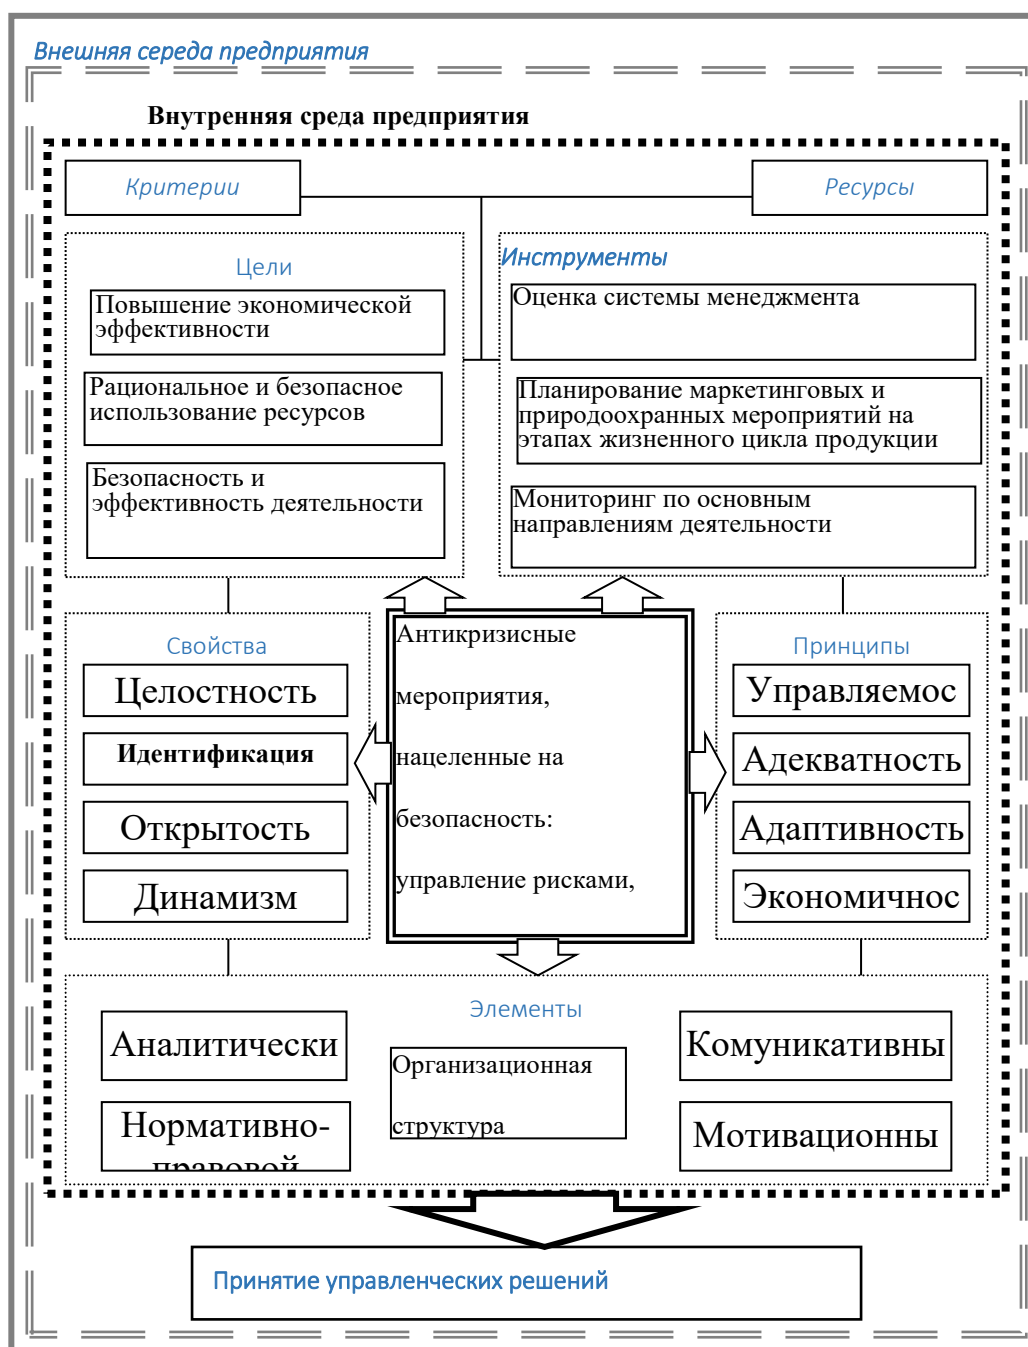 Внешняя середа предприятия
Внутренняя среда предприятия
Критерии
Ресурсы
Цели
Повышение экономической
эффективности
Рациональное и безопасное
использование ресурсов
Безопасность и
эффективность деятельности
Инструменты
Оценка системы менеджмента
Планирование маркетинговых и
природоохранных мероприятий на
этапах жизненного цикла продукции
Мониторинг по основным
направлениям деятельности
Свойства
Целостность
Идентификация
Открытость
Динамизм
Антикризисные
мероприятия,
нацеленные на
безопасность:
управление рисками,
Принципы
Управляемос
Адекватность
Адаптивность
Экономичнос
Элементы
Аналитически
Нормативно-
правовой
Организационная
структура
Комуникативны
Мотивационны
Принятие управленческих решений